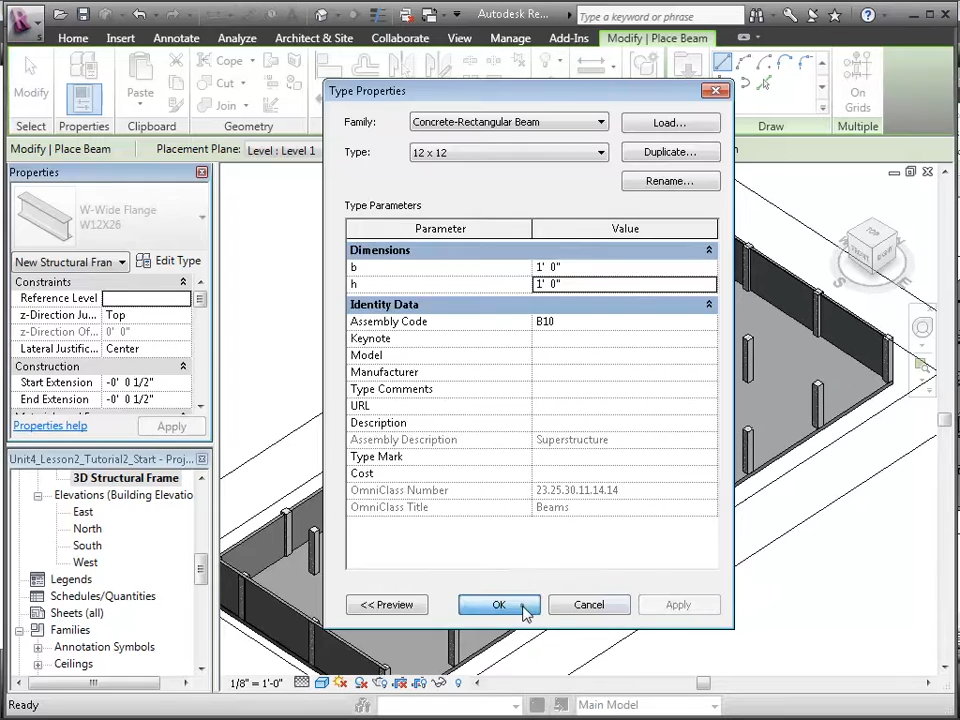 Autodesk Re...
Type a keyword or phrase
Home Insert Annotate Analyze Architect & Site Collaborate View Manage Add-Ins Modify | Place Beam
Modify
Cope
Cut
Join
Paste
On
Grids
Select Properties Clipboard Geometry Draw Multiple
Modify | Place Beam Placement Plane: Level : Level 1
Type Properties
Family: Concrete-Rectangular Beam Load...
Type: 12 x 12 Duplicate...
Rename...
Type Parameters
Parameter Value
Dimensions
b 1' 0"
h 1' 0"
Identity Data
Assembly Code B10
Keynote
Model
Manufacturer
Type Comments
URL
Description
Assembly Description Superstructure
Type Mark
Cost
OmniClass Number 23.25.30.11.14.14
OmniClass Title Beams
<< Preview OK Cancel Apply
Properties
W-Wide Flange
W12X26
New Structural Fran Edit Type
Constraints
Reference Level
z-Direction Ju... Top
z-Direction Of... 0' 0"
Lateral Justific... Center
Construction
Start Extension -0' 0 1/2"
End Extension -0' 0 1/2"
Properties help Apply
Unit4_Lesson2_Tutorial2_Start - Proj...
3D Structural Frame
Elevations (Building Elevatio
East
North
South
West
Legends
Schedules/Quantities
Sheets (all)
Families
Annotation Symbols
Ceilings
TOP
FRONT
RIGHT
S
1/8" = 1'-0"
Ready
Main Model